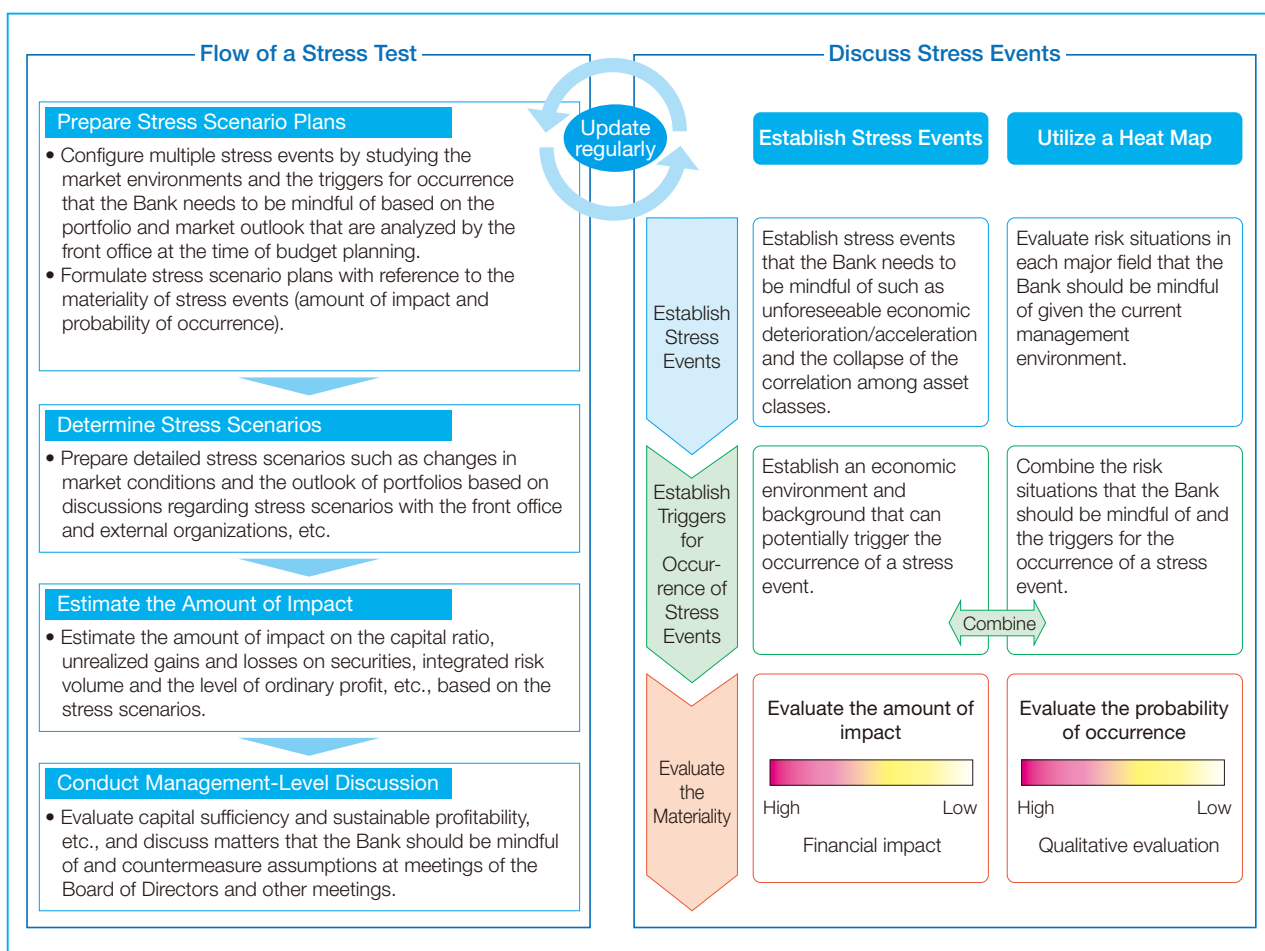 Flow of a Stress Test
Prepare Stress Scenario Plans
• Configure multiple stress events by studying the
market environments and the triggers for occurrence
that the Bank needs to be mindful of based on the
portfolio and market outlook that are analyzed by the
front office at the time of budget planning.
• Formulate stress scenario plans with reference to the
materiality of stress events (amount of impact and
probability of occurrence).
Determine Stress Scenarios
• Prepare detailed stress scenarios such as changes in
market conditions and the outlook of portfolios based on
discussions regarding stress scenarios with the front office
and external organizations, etc.
Estimate the Amount of Impact
• Estimate the amount of impact on the capital ratio,
unrealized gains and losses on securities, integrated risk
volume and the level of ordinary profit, etc., based on the
stress scenarios.
Conduct Management-Level Discussion
• Evaluate capital sufficiency and sustainable profitability,
etc., and discuss matters that the Bank should be mindful
of and countermeasure assumptions at meetings of the
Board of Directors and other meetings.
Update
regularly
Discuss Stress Events
Establish Stress Events
Utilize a Heat Map
Establish
Stress
Events
Establish stress events
that the Bank needs to
be mindful of such as
unforeseeable economic
deterioration/acceleration
and the collapse of the
correlation among asset
classes.
Evaluate risk situations in
each major field that the
Bank should be mindful
of given the current
management
environment.
Establish
Triggers
for
Occur-
rence of
Stress
Events
Establish an economic
environment and
background that can
potentially trigger the
occurrence of a stress
event.
Combine the risk
situations that the Bank
should be mindful of and
the triggers for the
occurrence of a stress
event.
Combine
Evaluate
the
Materiality
Evaluate the amount of
impact
High Low
Financial impact
Evaluate the probability
of occurrence
High Low
Qualitative evaluation